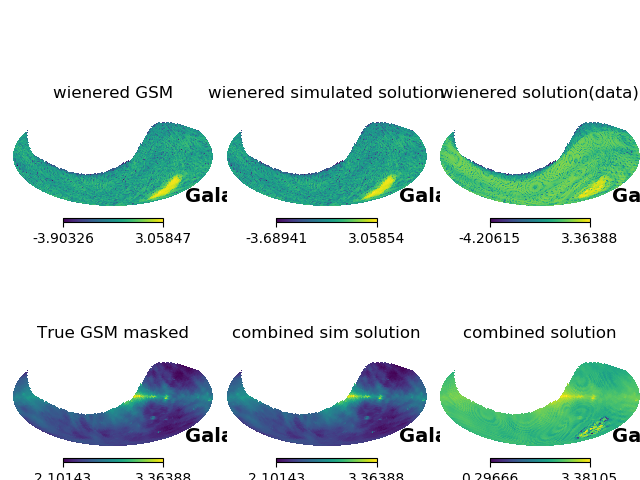 wienered GSM wienered simulated solution wienered solution(data)
Gala Gala Ga
-3.90326 3.05847 -3.68941 3.05854 -4.20615 3.36388
True GSM masked combined sim solution combined solution
Gala Gala Ga
2.10143 3.36388 2.10143 3.36388 0.29666 3.38105